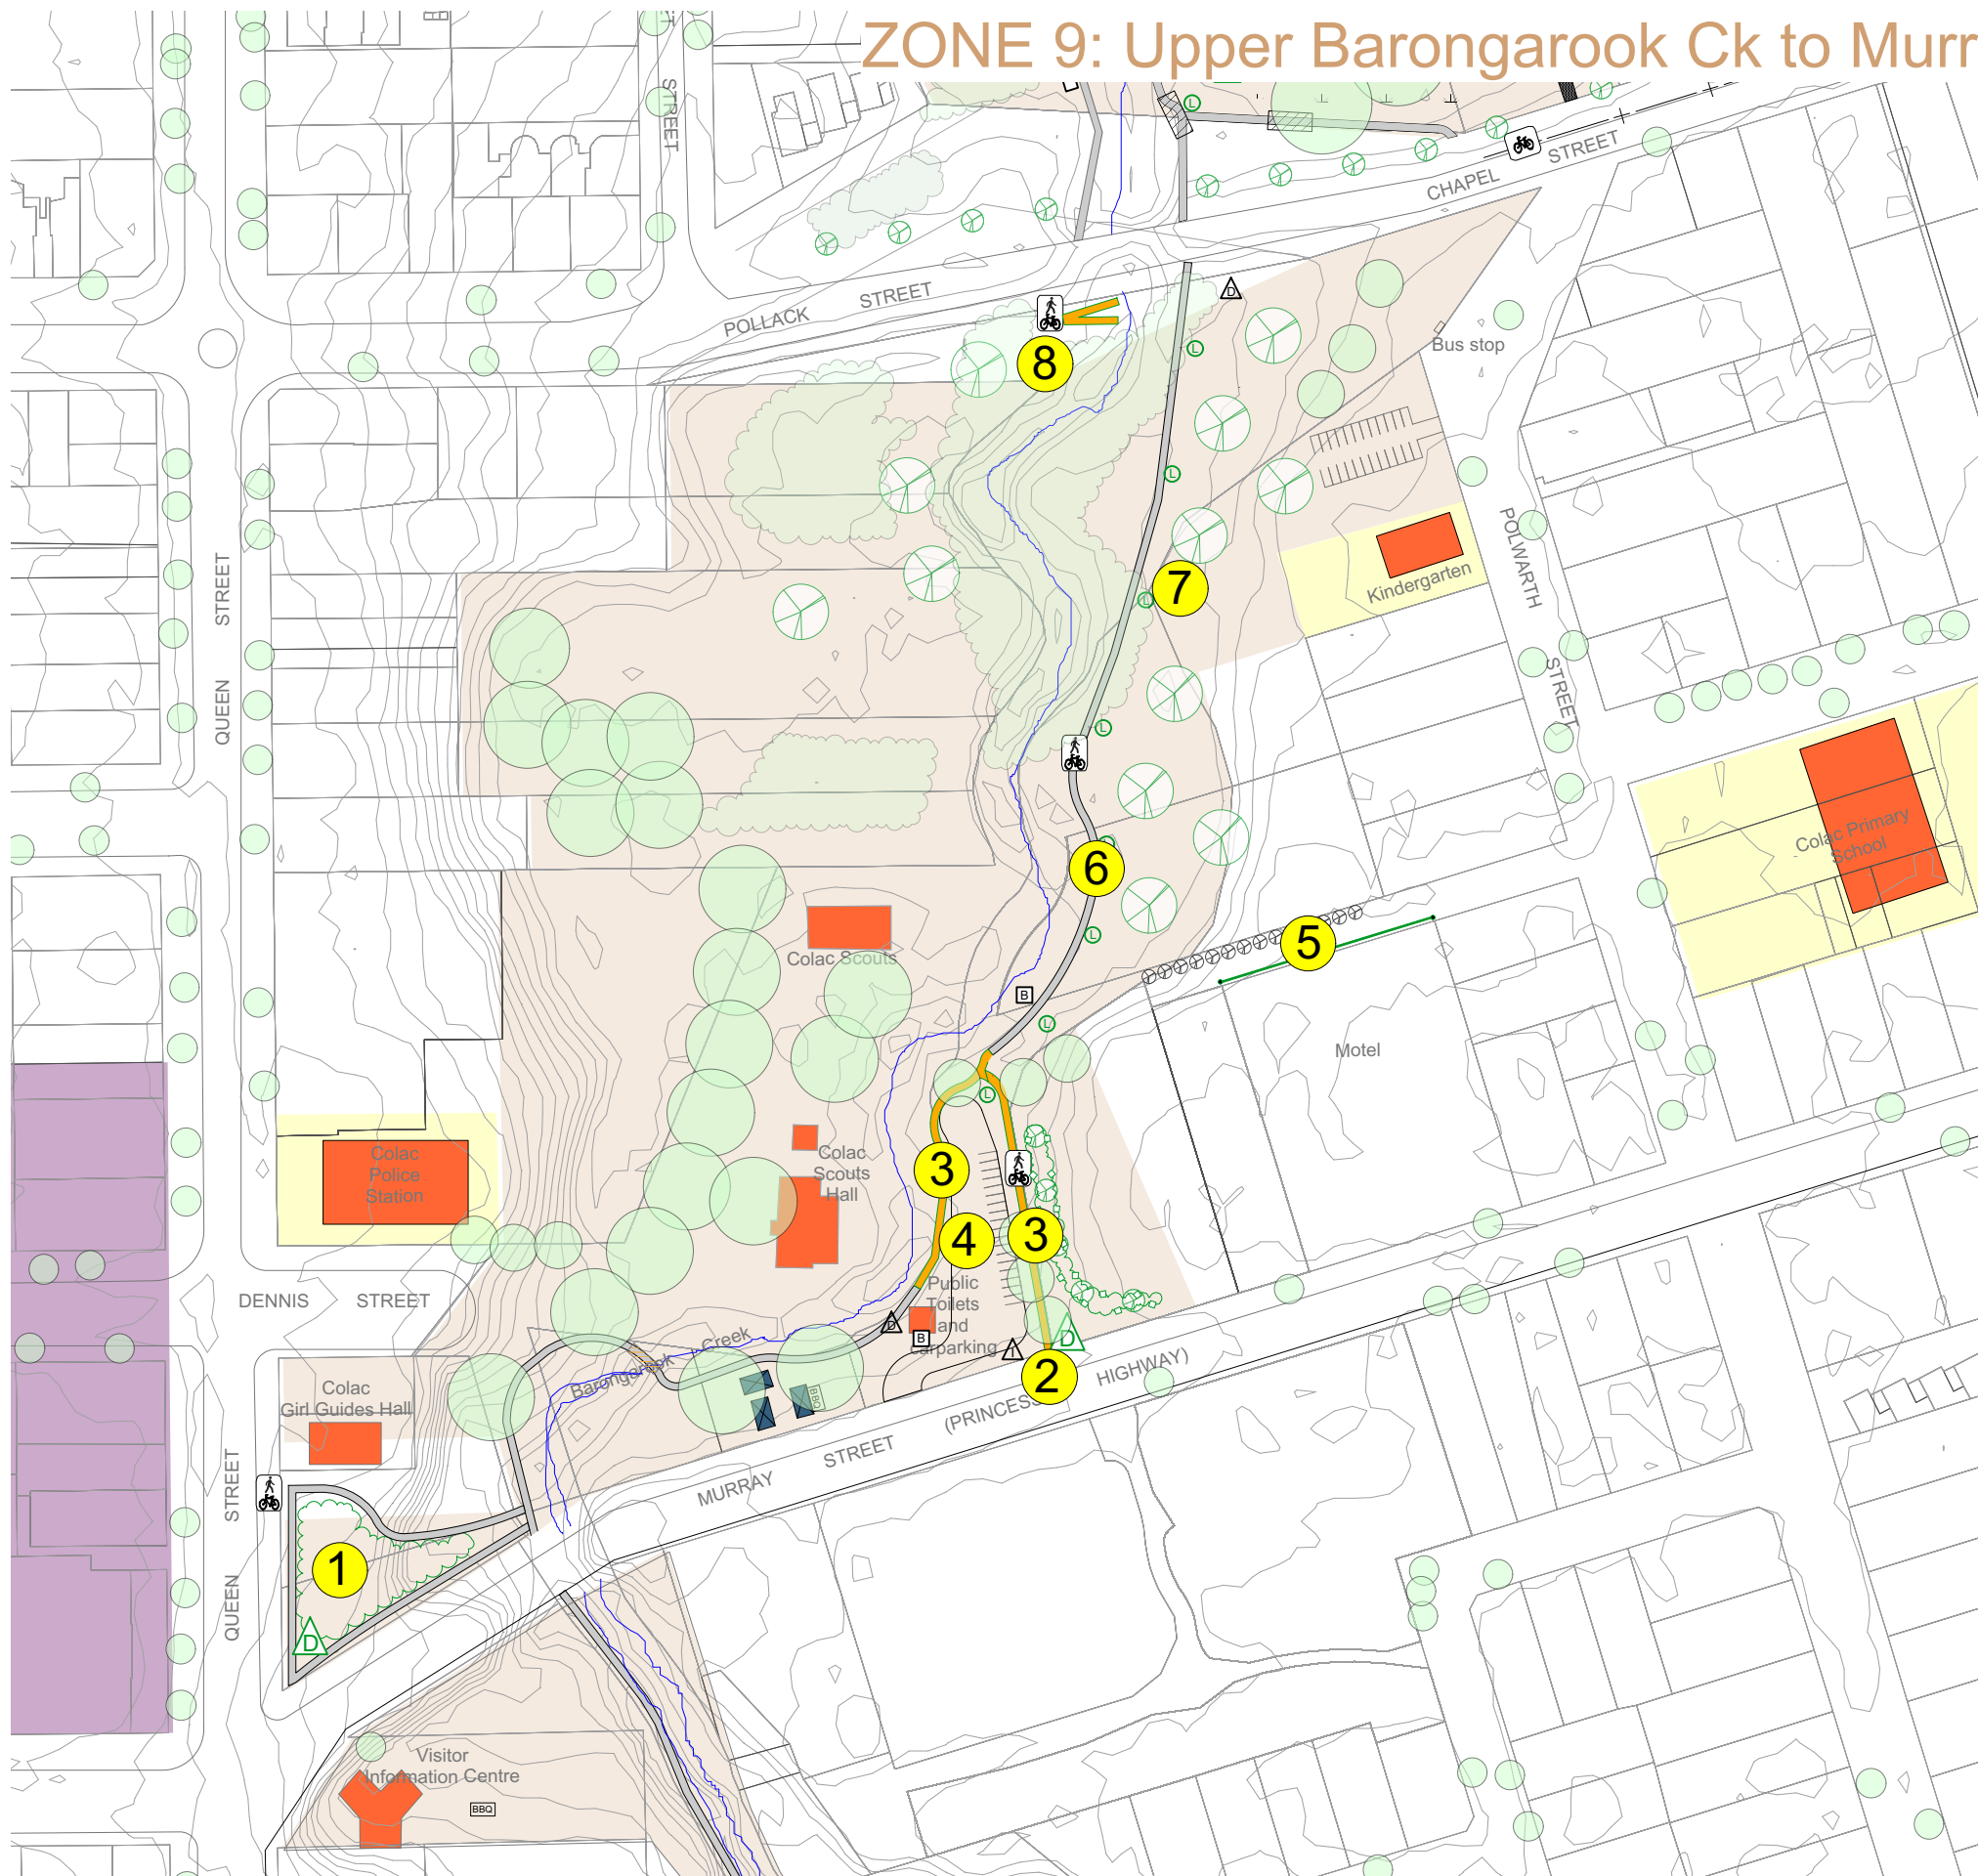 ZONE 9: Upper Barongarook Ck to Murr
STREET
L
STREET
CHAPEL
STREET
POLLACK
D
8
L
Bus stop
L
POLWARTH
STREET
Kindergarten
7
L
QUEEN
STREET
L
Colac Primary
School
6
Colac Scouts
L
5
B
L
Motel
L
Colac
Police
Station
Colac
Scouts
Hall
3
4
3
DENNIS
STREET
Public
Toilets
and
carparking
D
B
I
D
2
Barongarook
Creek
BBQ
(PRINCESS
HIGHWAY)
MURRAY
STREET
Colac
Girl Guides Hall
QUEEN
STREET
1
D
Visitor
Information Centre
BBQ